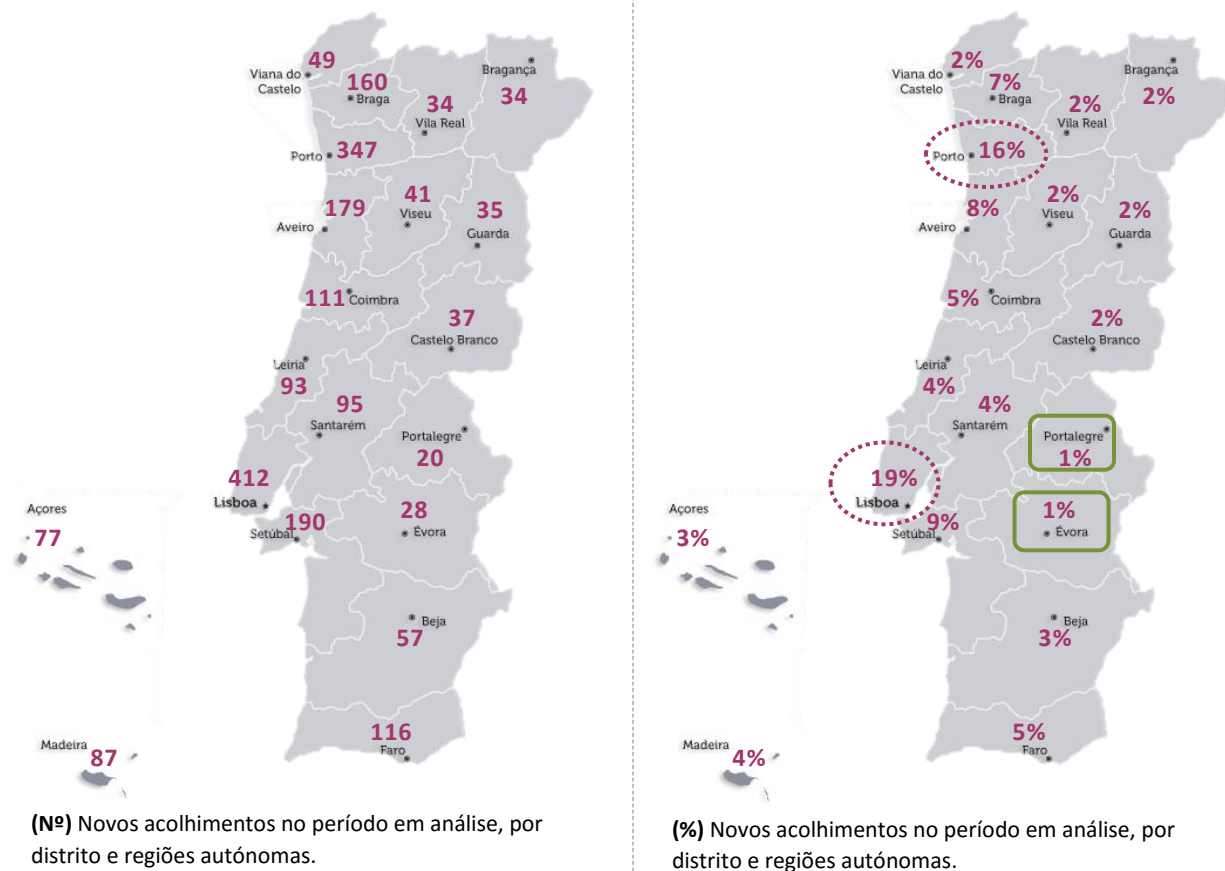 49
Viana do
Castelo
160
Braga
34
Vila Real
Bragança
34
Porto 347
179
Aveiro
41
Viseu
35
Guarda
111 Coimbra
37
Castelo Branco
Leiria
93
95
Santarém
Portalegre
20
412
Lisboa
190
Setúbal
28
Évora
Açores
77
Beja
57
116
Faro
Madeira
87
(Nº) Novos acolhimentos no período em análise, por
distrito e regiões autónomas.
2%
Viana do
Castelo
7%
Braga
2%
Vila Real
Bragança
2%
Porto 16%
8%
Aveiro
2%
Viseu
2%
Guarda
5% Coimbra
2%
Castelo Branco
Leiria
4%
4%
Santarém
Portalegre
1%
19%
Lisboa
9%
Setúbal
1%
Évora
Açores
3%
Beja
3%
5%
Faro
Madeira
4%
(%) Novos acolhimentos no período em análise, por
distrito e regiões autónomas.